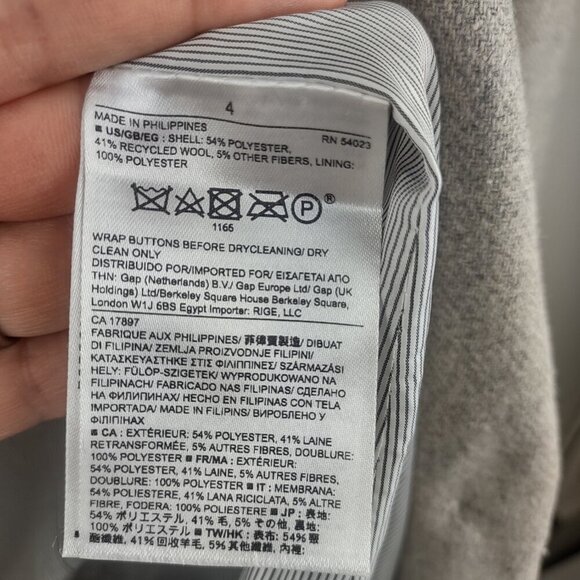 4
MADE IN PHILIPPINES RN 54023
■ US/GB/EG : SHELL: 54% POLYESTER,
41% RECYCLED WOOL, 5% OTHER FIBERS, LINING:
100% POLYESTER
P ®
1166
WRAP BUTTONS BEFORE DRYCLEANING/ DRY
CLEAN ONLY
DISTRIBUIDO POR/IMPORTED FOR/ ΕΙΣΑΓΕΤΑΙ ΑΠΟ
ΤΗΝ: Gap (Netherlands) B.V./ Gap Europe Ltd/ Gap (UK
Holdings) Ltd/Berkeley Square House Berkeley Square,
London W1J 6BS Egypt Importer: RIGE, LLC
CA 17897
FABRIQUE AUX PHILIPPINES/ 菲律賓製造/ DIBUAT
DI FILIPINA/ ZEMLJA PROIZVODNJE FILIPINI/
ΚΑΤΑΣΚΕΥΑΣΤΗΚΕ ΣΤΙΣ ΦΙΛΙΠΠΙΝΕΣ/ SZÁRMAZÁSI
HELY: FÜLÖP-SZIGETEK/ WYPRODUKOWANO NA
FILIPINACH/ FABRICADO NAS FILIPINAS/ СДЕЛАНО
НА ФИЛИПИНАХ/ HECHO EN FILIPINAS CON TELA
IMPORTADA/ MADE IN FILIPINS/ ВИРОБЛЕНО У
ФІЛІПІНАХ
■ CA : EXTÉRIEUR: 54% POLYESTER, 41% LAINE
RETRANSFORMÉE, 5% AUTRES FIBRES, DOUBLURE:
100% POLYESTER ■ FR/MA : EXTÉRIEUR:
54% POLYESTER, 41% LAINE, 5% AUTRES FIBRES,
DOUBLURE: 100% POLYESTER ■ IT : MEMBRANA:
54% POLIESTERE, 41% LANA RICICLATA, 5% ALTRE
FIBRE, FODERA: 100% POLIESTERE ■ JP : 表地:
54% ポリエステル, 41% 毛, 5% その他, 裏地:
100% ポリエステル ■ TW/HK : 表布: 54% 聚
酯纖維, 41% 回收羊毛, 5% 其他纖維, 內裡: